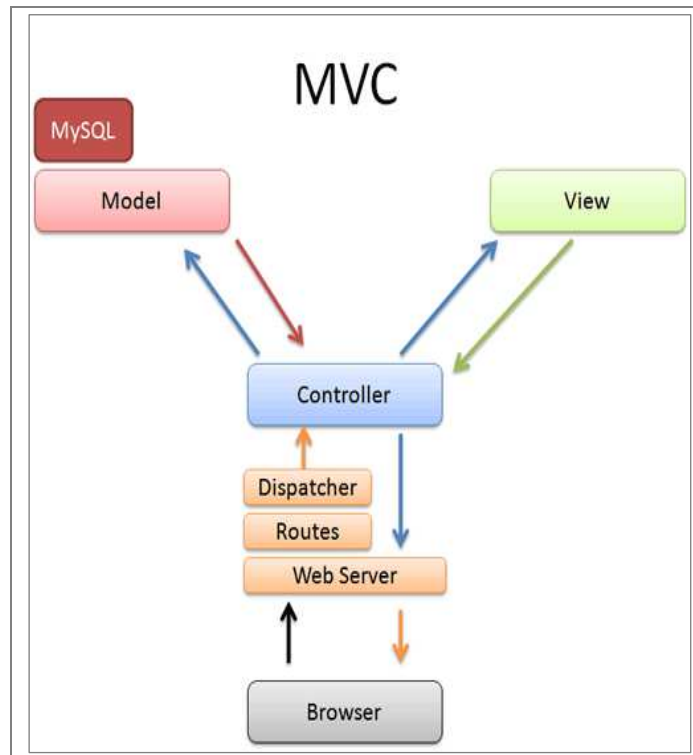 MVC
MySQL
Model
View
Controller
Dispatcher
Routes
Web Server
Browser